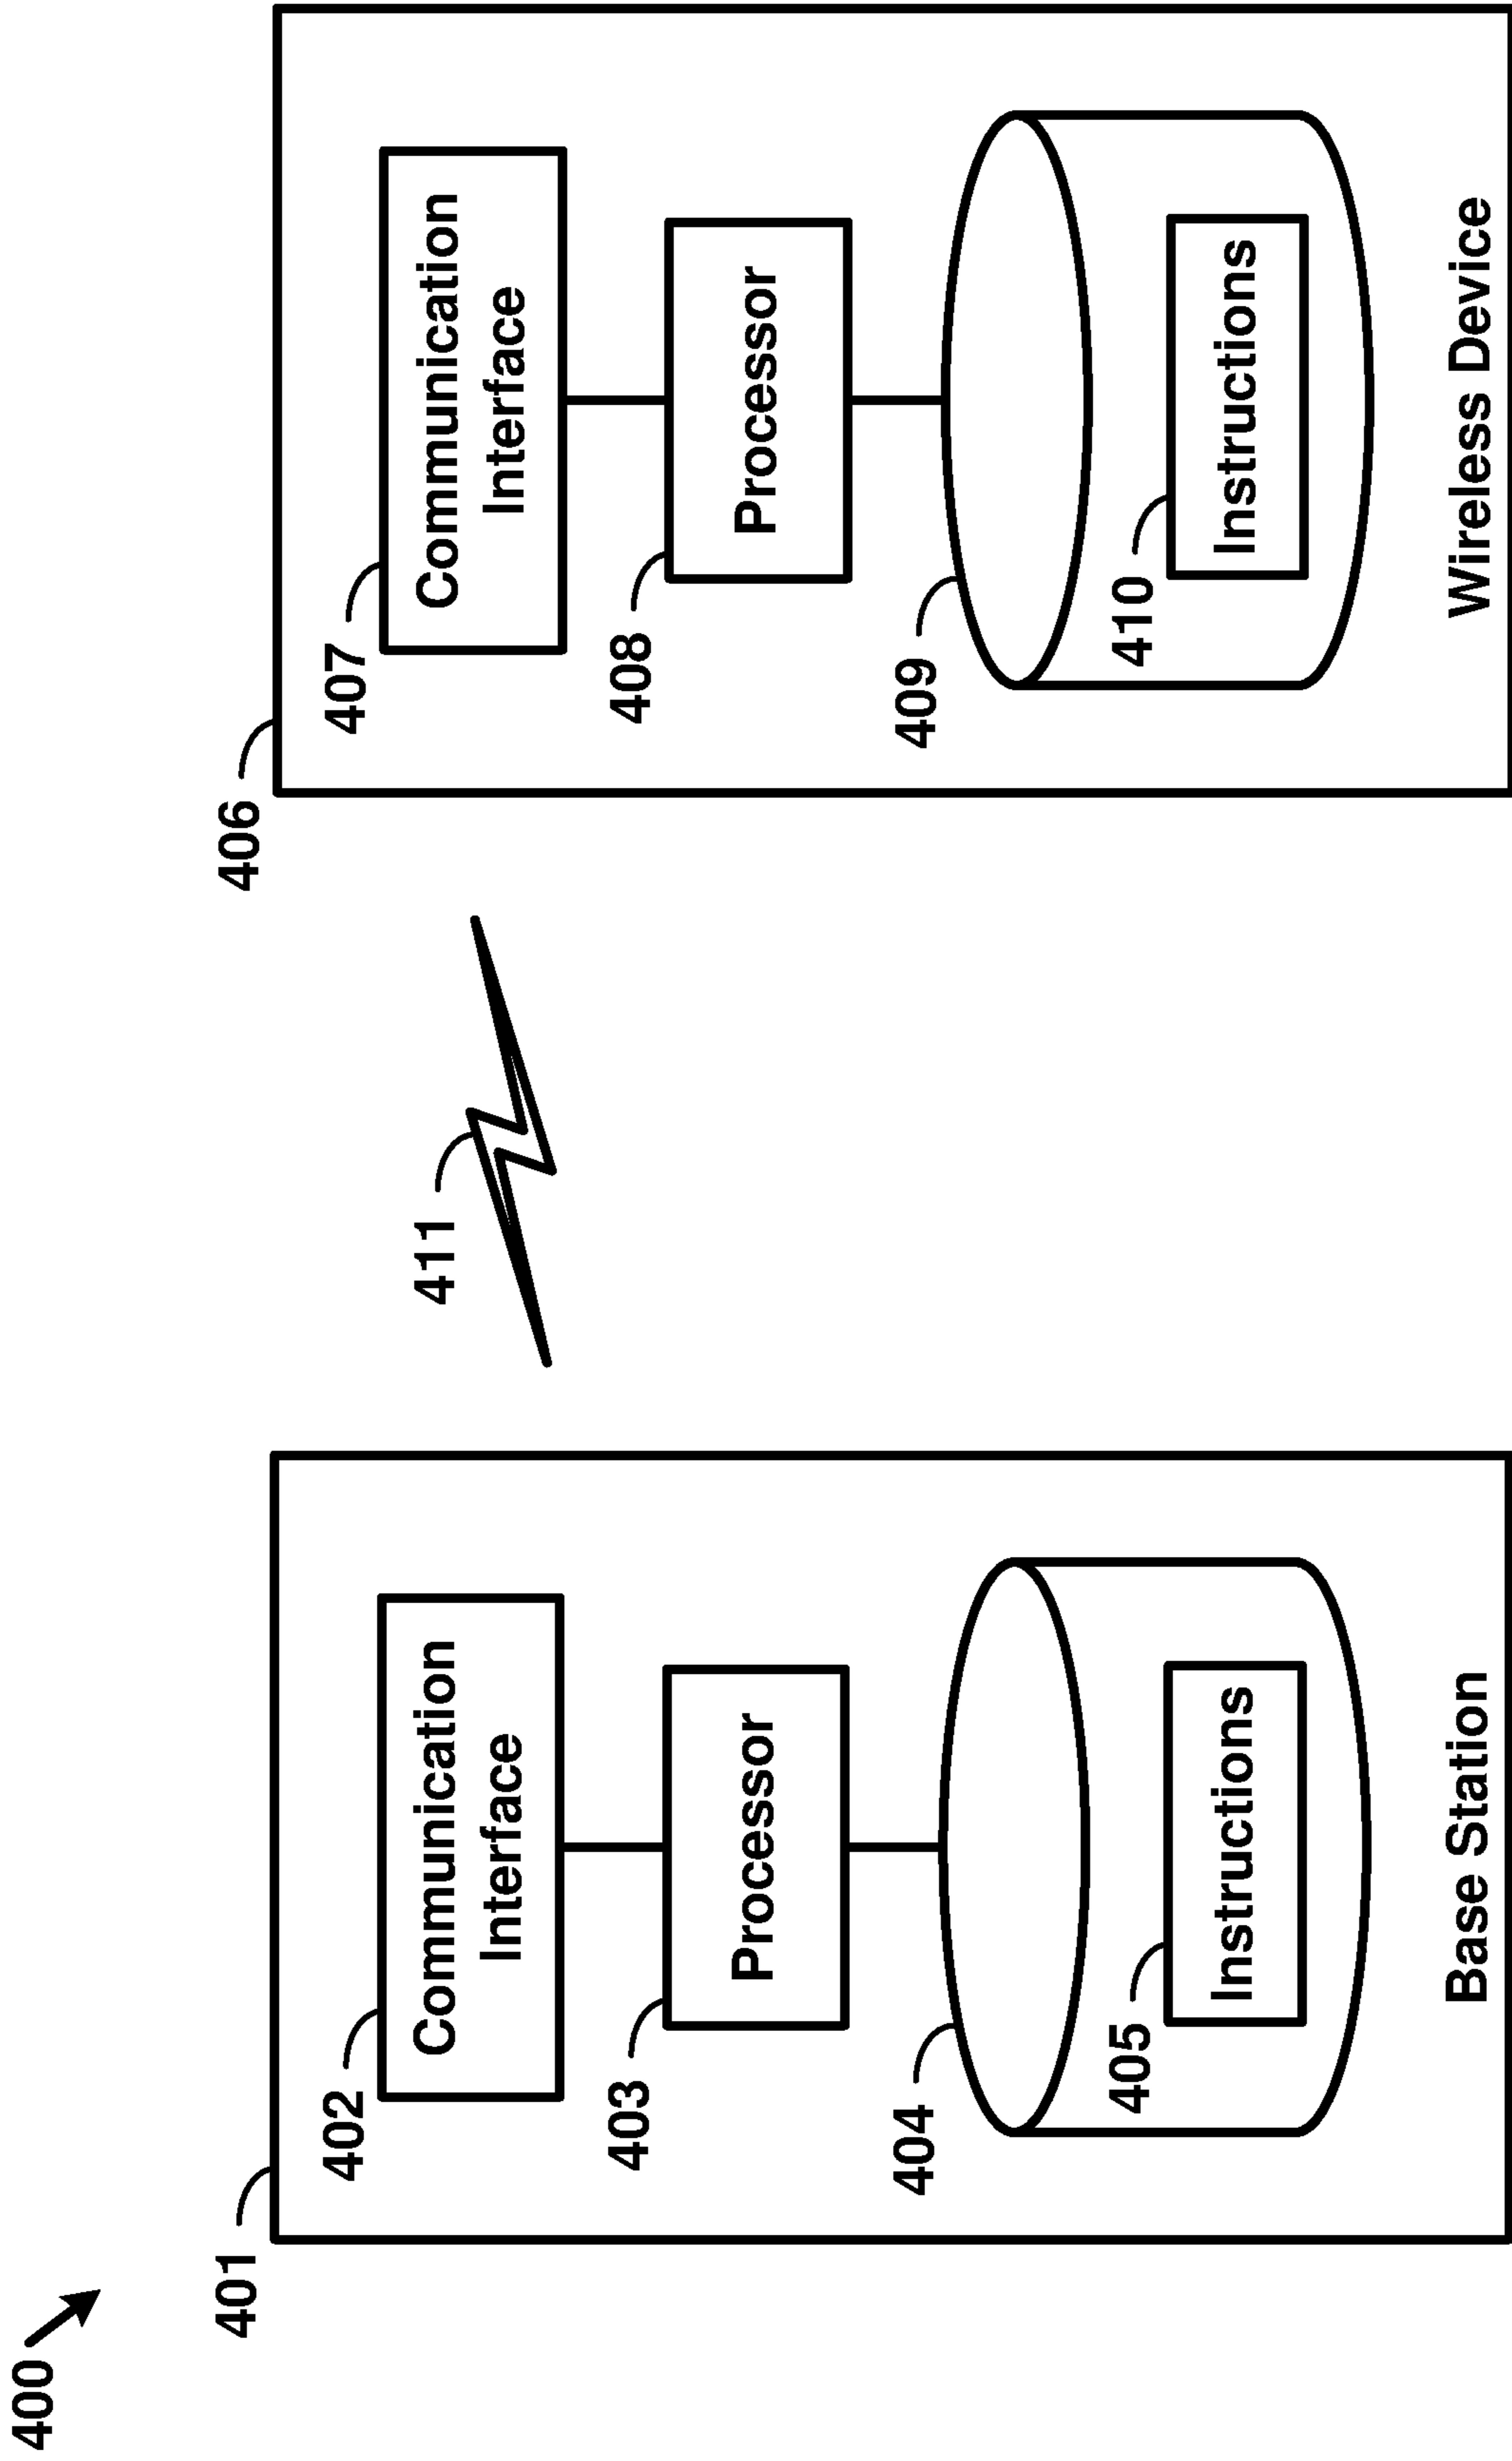 400
401
402
Communication
Interface
403
Processor
404
405
Instructions
Base Station
411
406
407
Communication
Interface
408
Processor
409
410
Instructions
Wireless Device